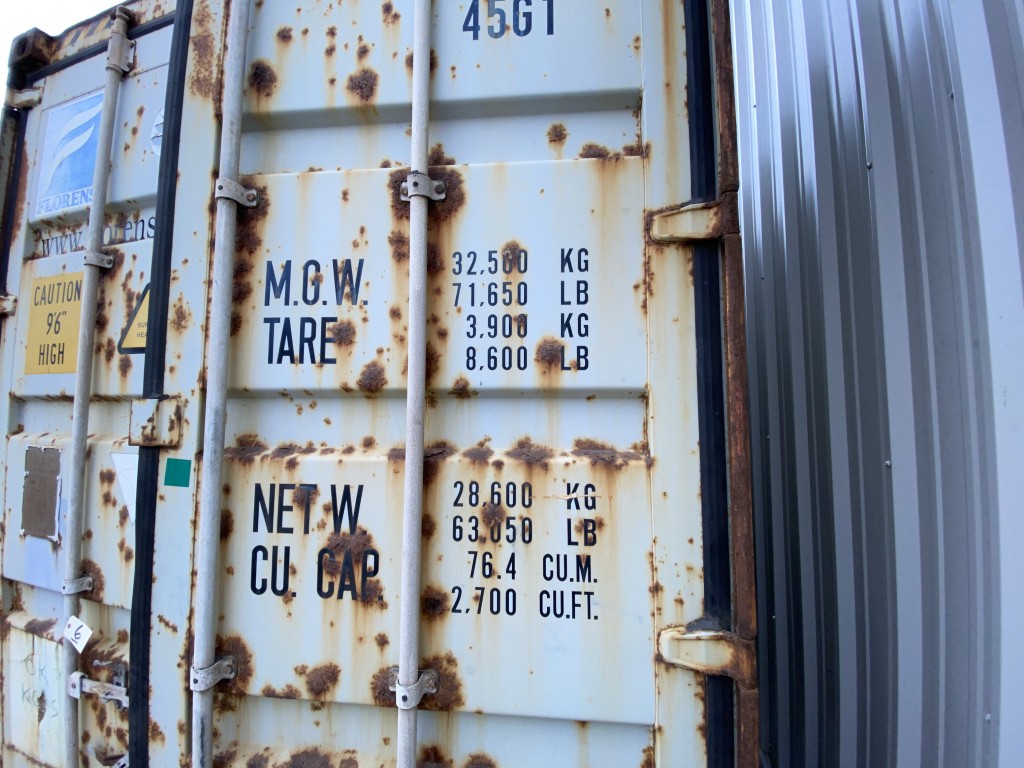 45G1
FLORENS
CAUTION
9'6"
HIGH
M.G.W. 32,500 KG
71,650 LB
TARE 3,900 KG
8,600 LB
NET W 28,600 KG
63,050 LB
CU. CAP. 76.4 CU.M.
2,700 CU.FT.
6